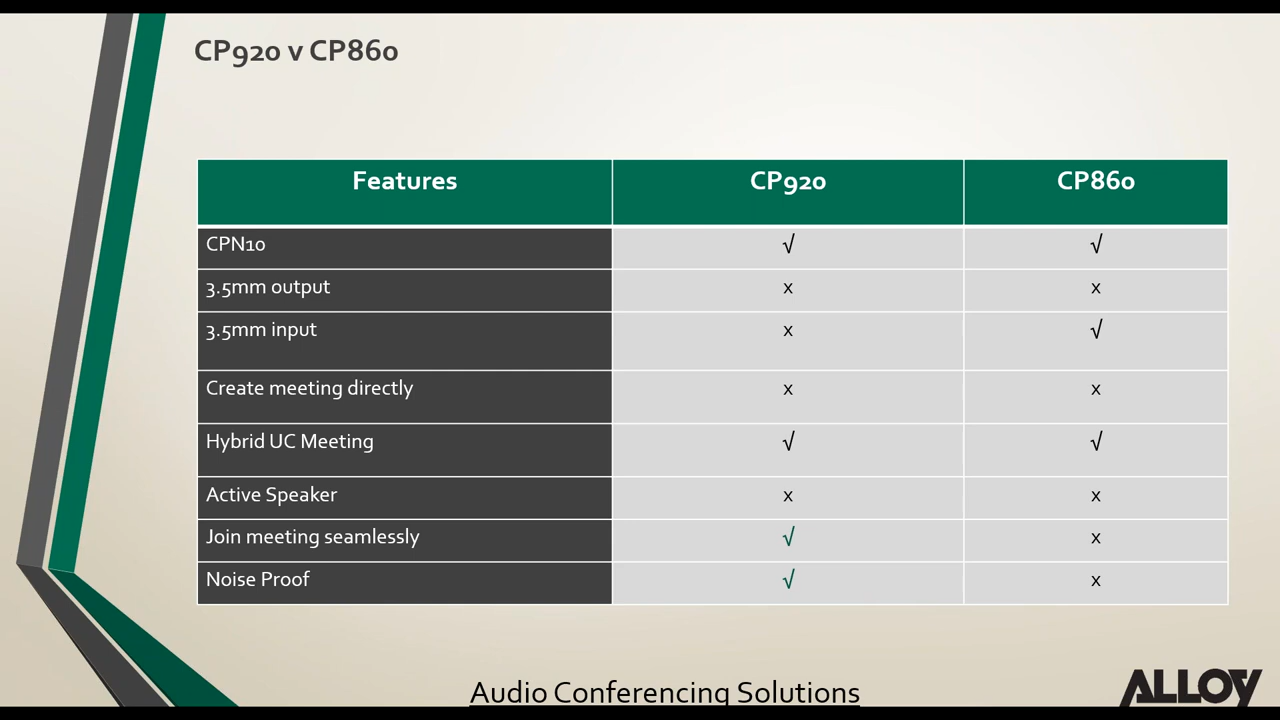 CP920 v CP860
Features CP920 CP860
CPN10 √ √
3.5mm output x x
3.5mm input x √
Create meeting directly x x
Hybrid UC Meeting √ √
Active Speaker x x
Join meeting seamlessly √ x
Noise Proof √ x
Audio Conferencing Solutions
ALLOY